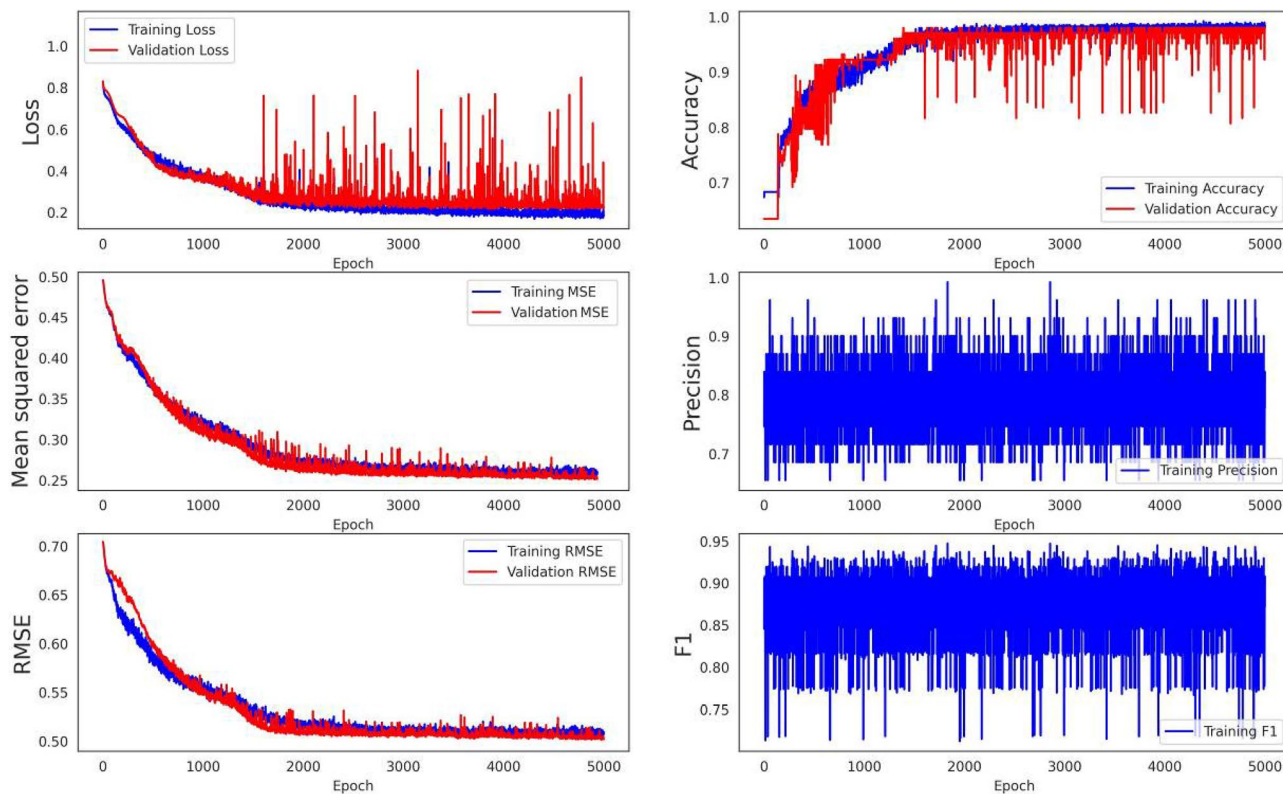 Training Loss
Validation Loss
1.0
0.8
0.6
0.4
0.2
Loss
0
1000
2000
3000
4000
5000
Epoch
1.0
0.9
0.8
0.7
Accuracy
Training Accuracy
Validation Accuracy
0
1000
2000
3000
4000
5000
Epoch
0.50
0.45
0.40
0.35
0.30
0.25
Mean squared error
Training MSE
Validation MSE
0
1000
2000
3000
4000
5000
Epoch
1.0
0.9
0.8
0.7
Precision
Training Precision
0
1000
2000
3000
4000
5000
Epoch
0.70
0.65
0.60
0.55
0.50
RMSE
Training RMSE
Validation RMSE
0
1000
2000
3000
4000
5000
Epoch
0.95
0.90
0.85
0.80
0.75
F1
Training F1
0
1000
2000
3000
4000
5000
Epoch